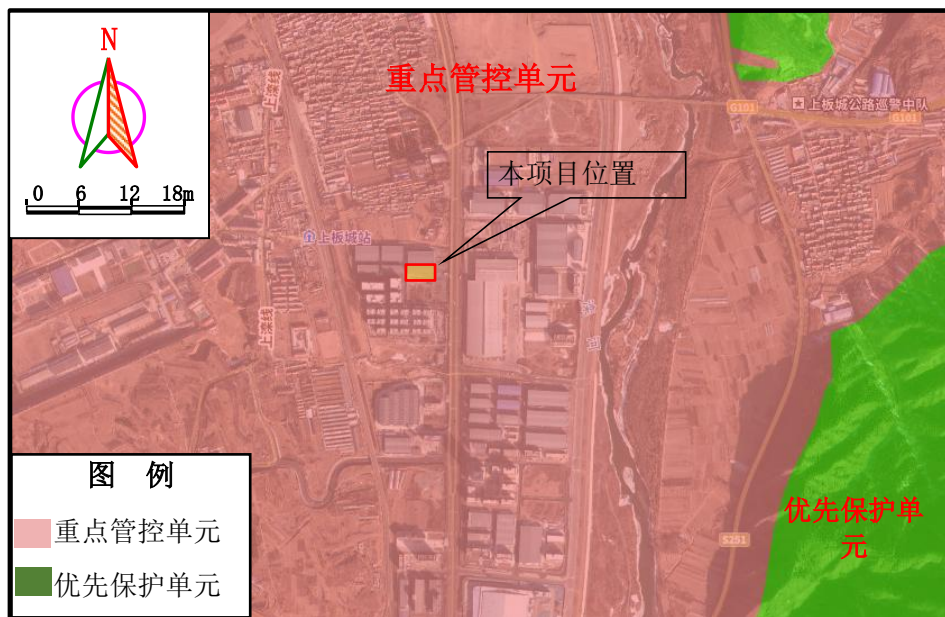 N
0 6 12 18m
重点管控单元
上滦线
G101
上板城公路巡警中队
G101
本项目位置
上板城站
上滦线
S251
优先保护单
元
图 例
重点管控单元
优先保护单元